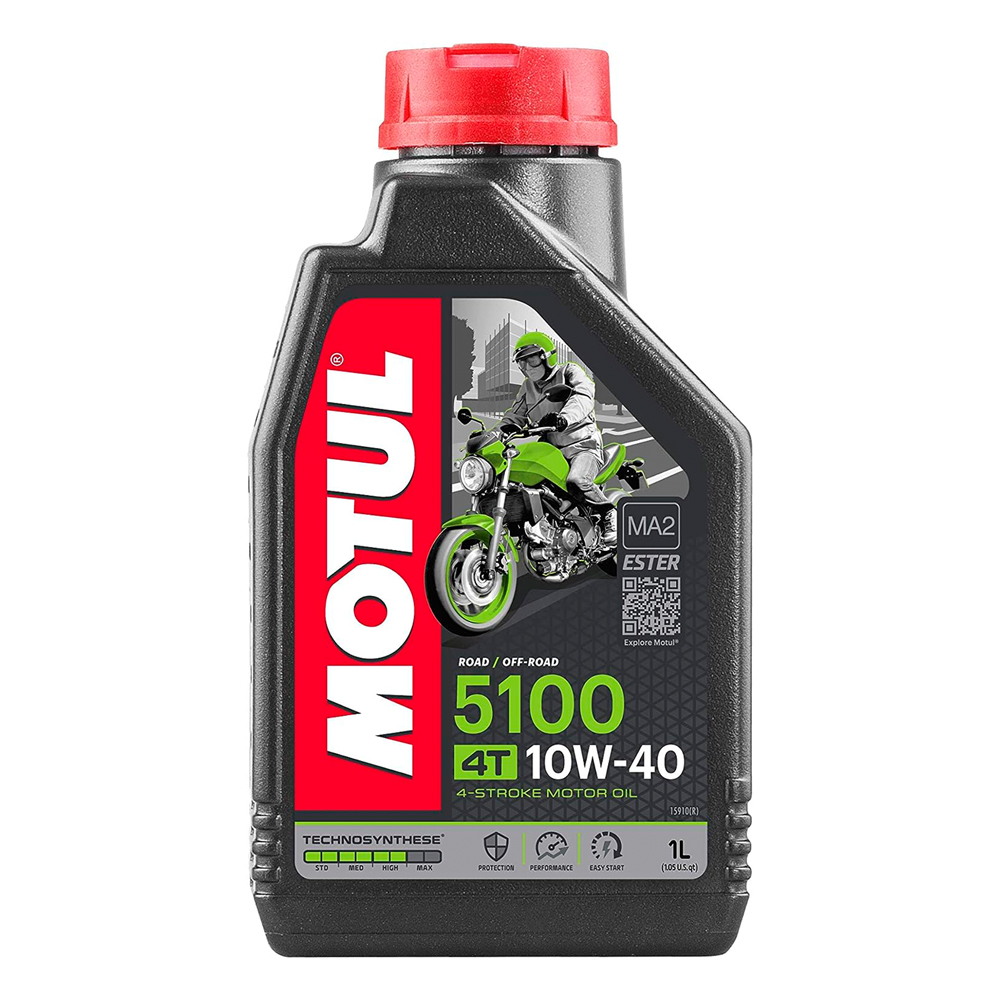 MOTUL®
MA2
ESTER
Explore Motul®
ROAD / OFF-ROAD
5100
4T 10W-40
4-STROKE MOTOR OIL
15910(R)
TECHNOSYNTHESE®
STD MED HIGH MAX
PROTECTION PERFORMANCE EASY START
1L
(1.05 U.S. qt)